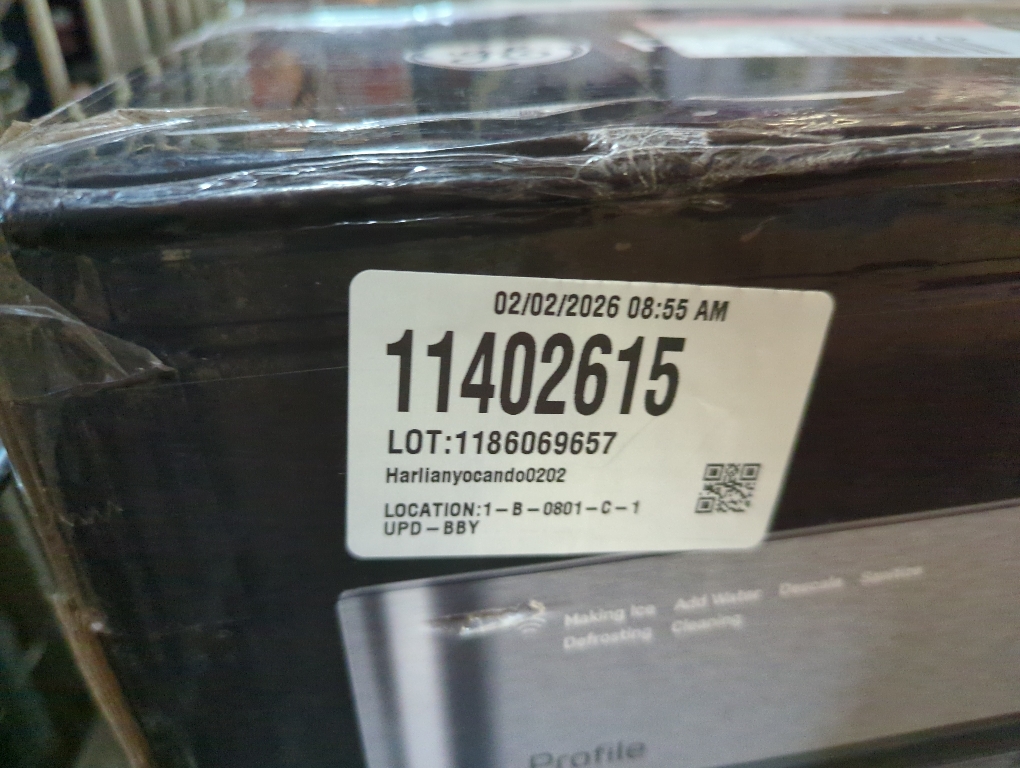 02/02/2026 08:55 AM
11402615
LOT:1186069657
Harlianyocando0202
LOCATION:1-B-0801-C-1
UPD-BBY
Making Ice Add Water Descale Sanitize
Defrosting Cleaning
Profile